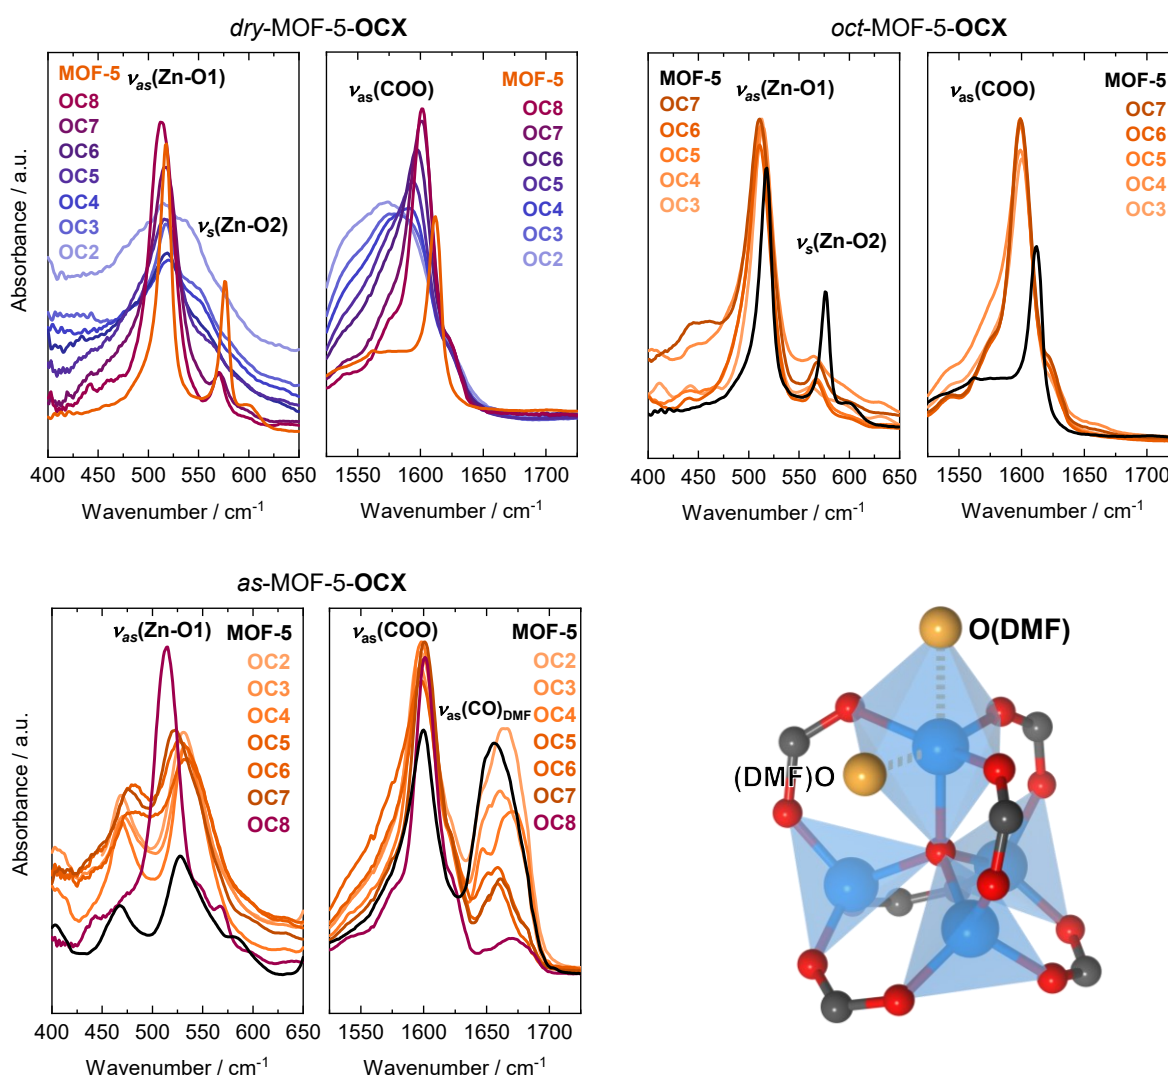 dry-MOF-5-OCX
Absorbance / a.u.
MOF-5
OC8
OC7
OC6
OC5
OC4
OC3
OC2
νas(Zn-O1)
νs(Zn-O2)
400 450 500 550 600 650
Wavenumber / cm-1
νas(COO)
MOF-5
OC8
OC7
OC6
OC5
OC4
OC3
OC2
1550 1600 1650 1700
Wavenumber / cm-1
oct-MOF-5-OCX
MOF-5
OC7
OC6
OC5
OC4
OC3
νas(Zn-O1)
νs(Zn-O2)
400 450 500 550 600 650
Wavenumber / cm-1
νas(COO)
MOF-5
OC7
OC6
OC5
OC4
OC3
1550 1600 1650 1700
Wavenumber / cm-1
as-MOF-5-OCX
Absorbance / a.u.
νas(Zn-O1)
MOF-5
OC2
OC3
OC4
OC5
OC6
OC7
OC8
400 450 500 550 600 650
Wavenumber / cm-1
νas(COO)
νas(CO)DMF
MOF-5
OC2
OC3
OC4
OC5
OC6
OC7
OC8
1550 1600 1650 1700
Wavenumber / cm-1
O(DMF)
(DMF)O